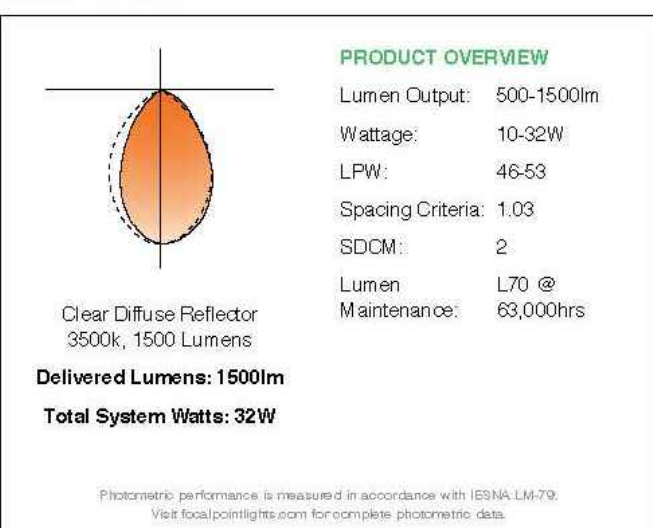 PRODUCT OVERVIEW
Lumen Output: 500-1500lm
Wattage: 10-32W
LPW: 46-53
Spacing Criteria: 1.03
SDCM: 2
Lumen Maintenance: L70 @ 63,000hrs
Clear Diffuse Reflector
3500k, 1500 Lumens
Delivered Lumens: 1500lm
Total System Watts: 32W
Photometric performance is measured in accordance with IESNA LM-79.
Visit focalpointlights.com for complete photometric data.